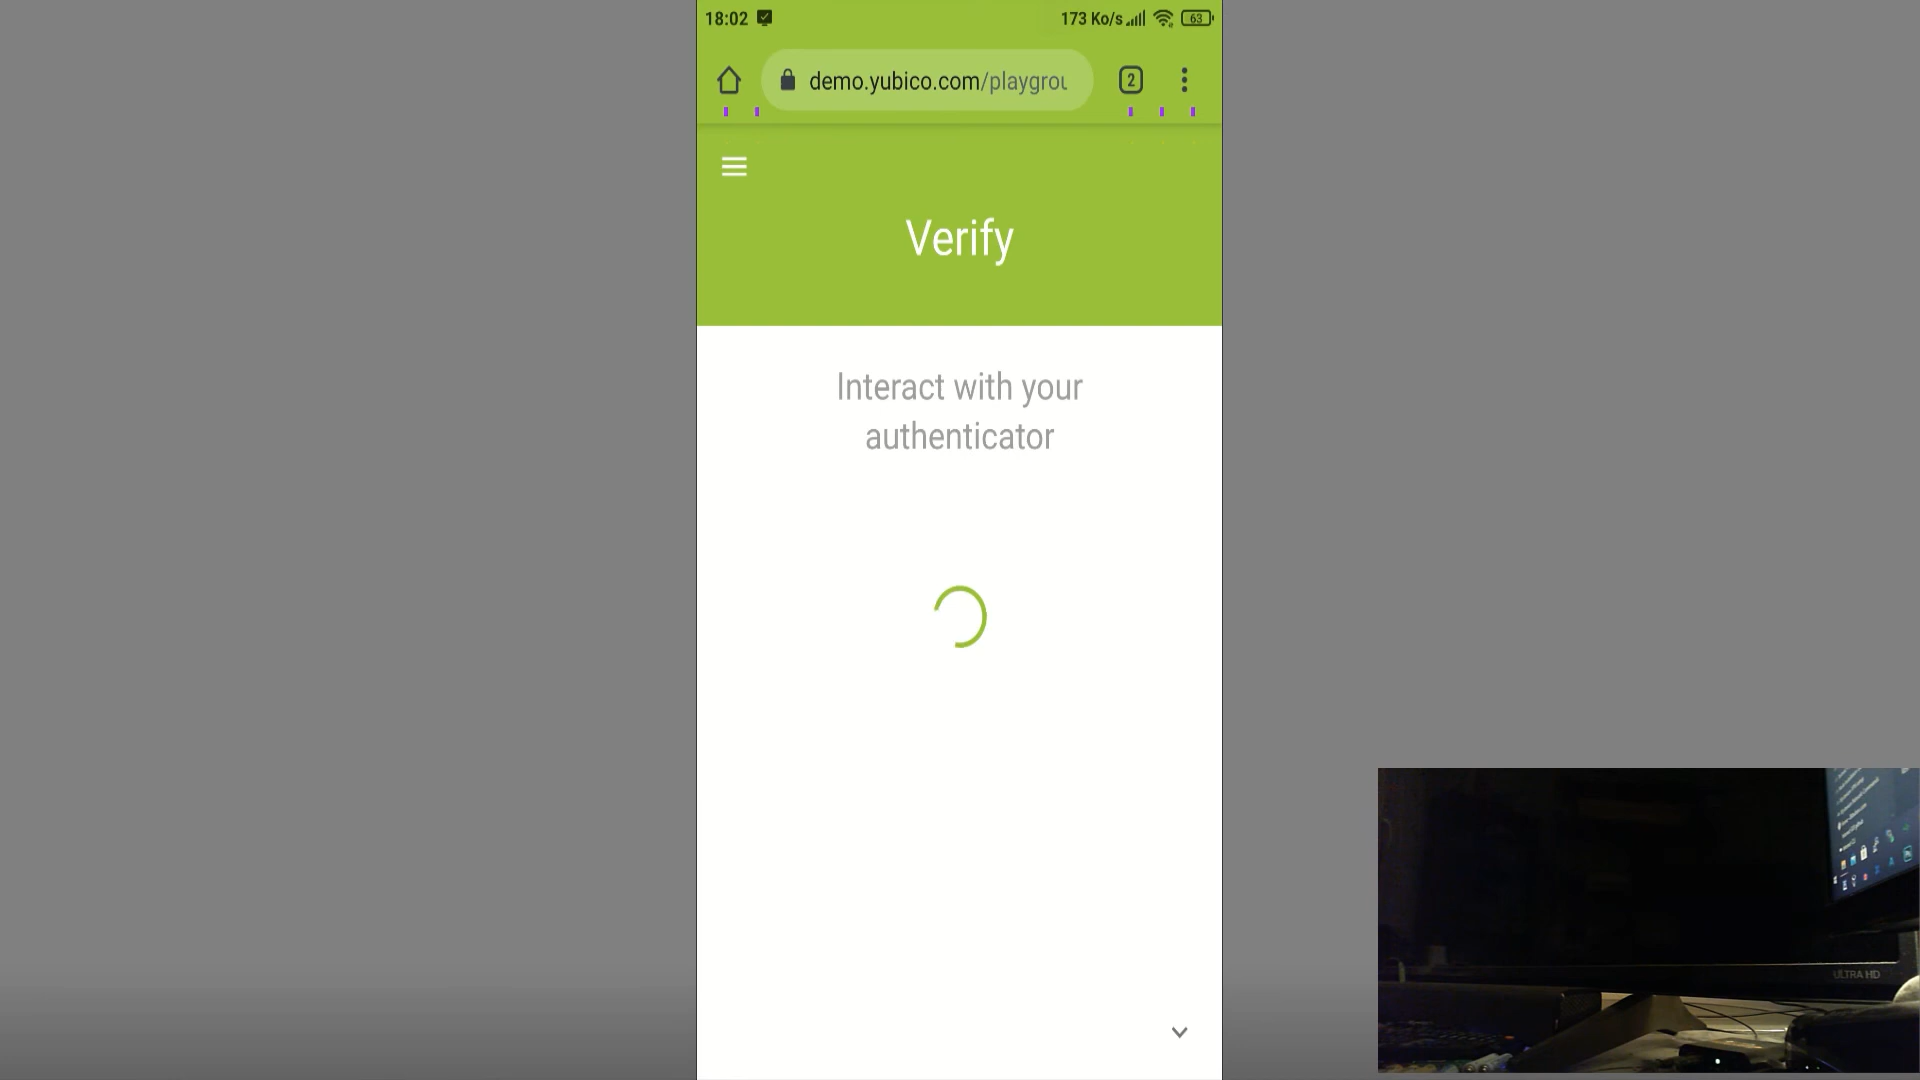 18:02
173 Ko/s
63
demo.yubico.com/playgrou
2
Verify
Interact with your
authenticator
ULTRA HD